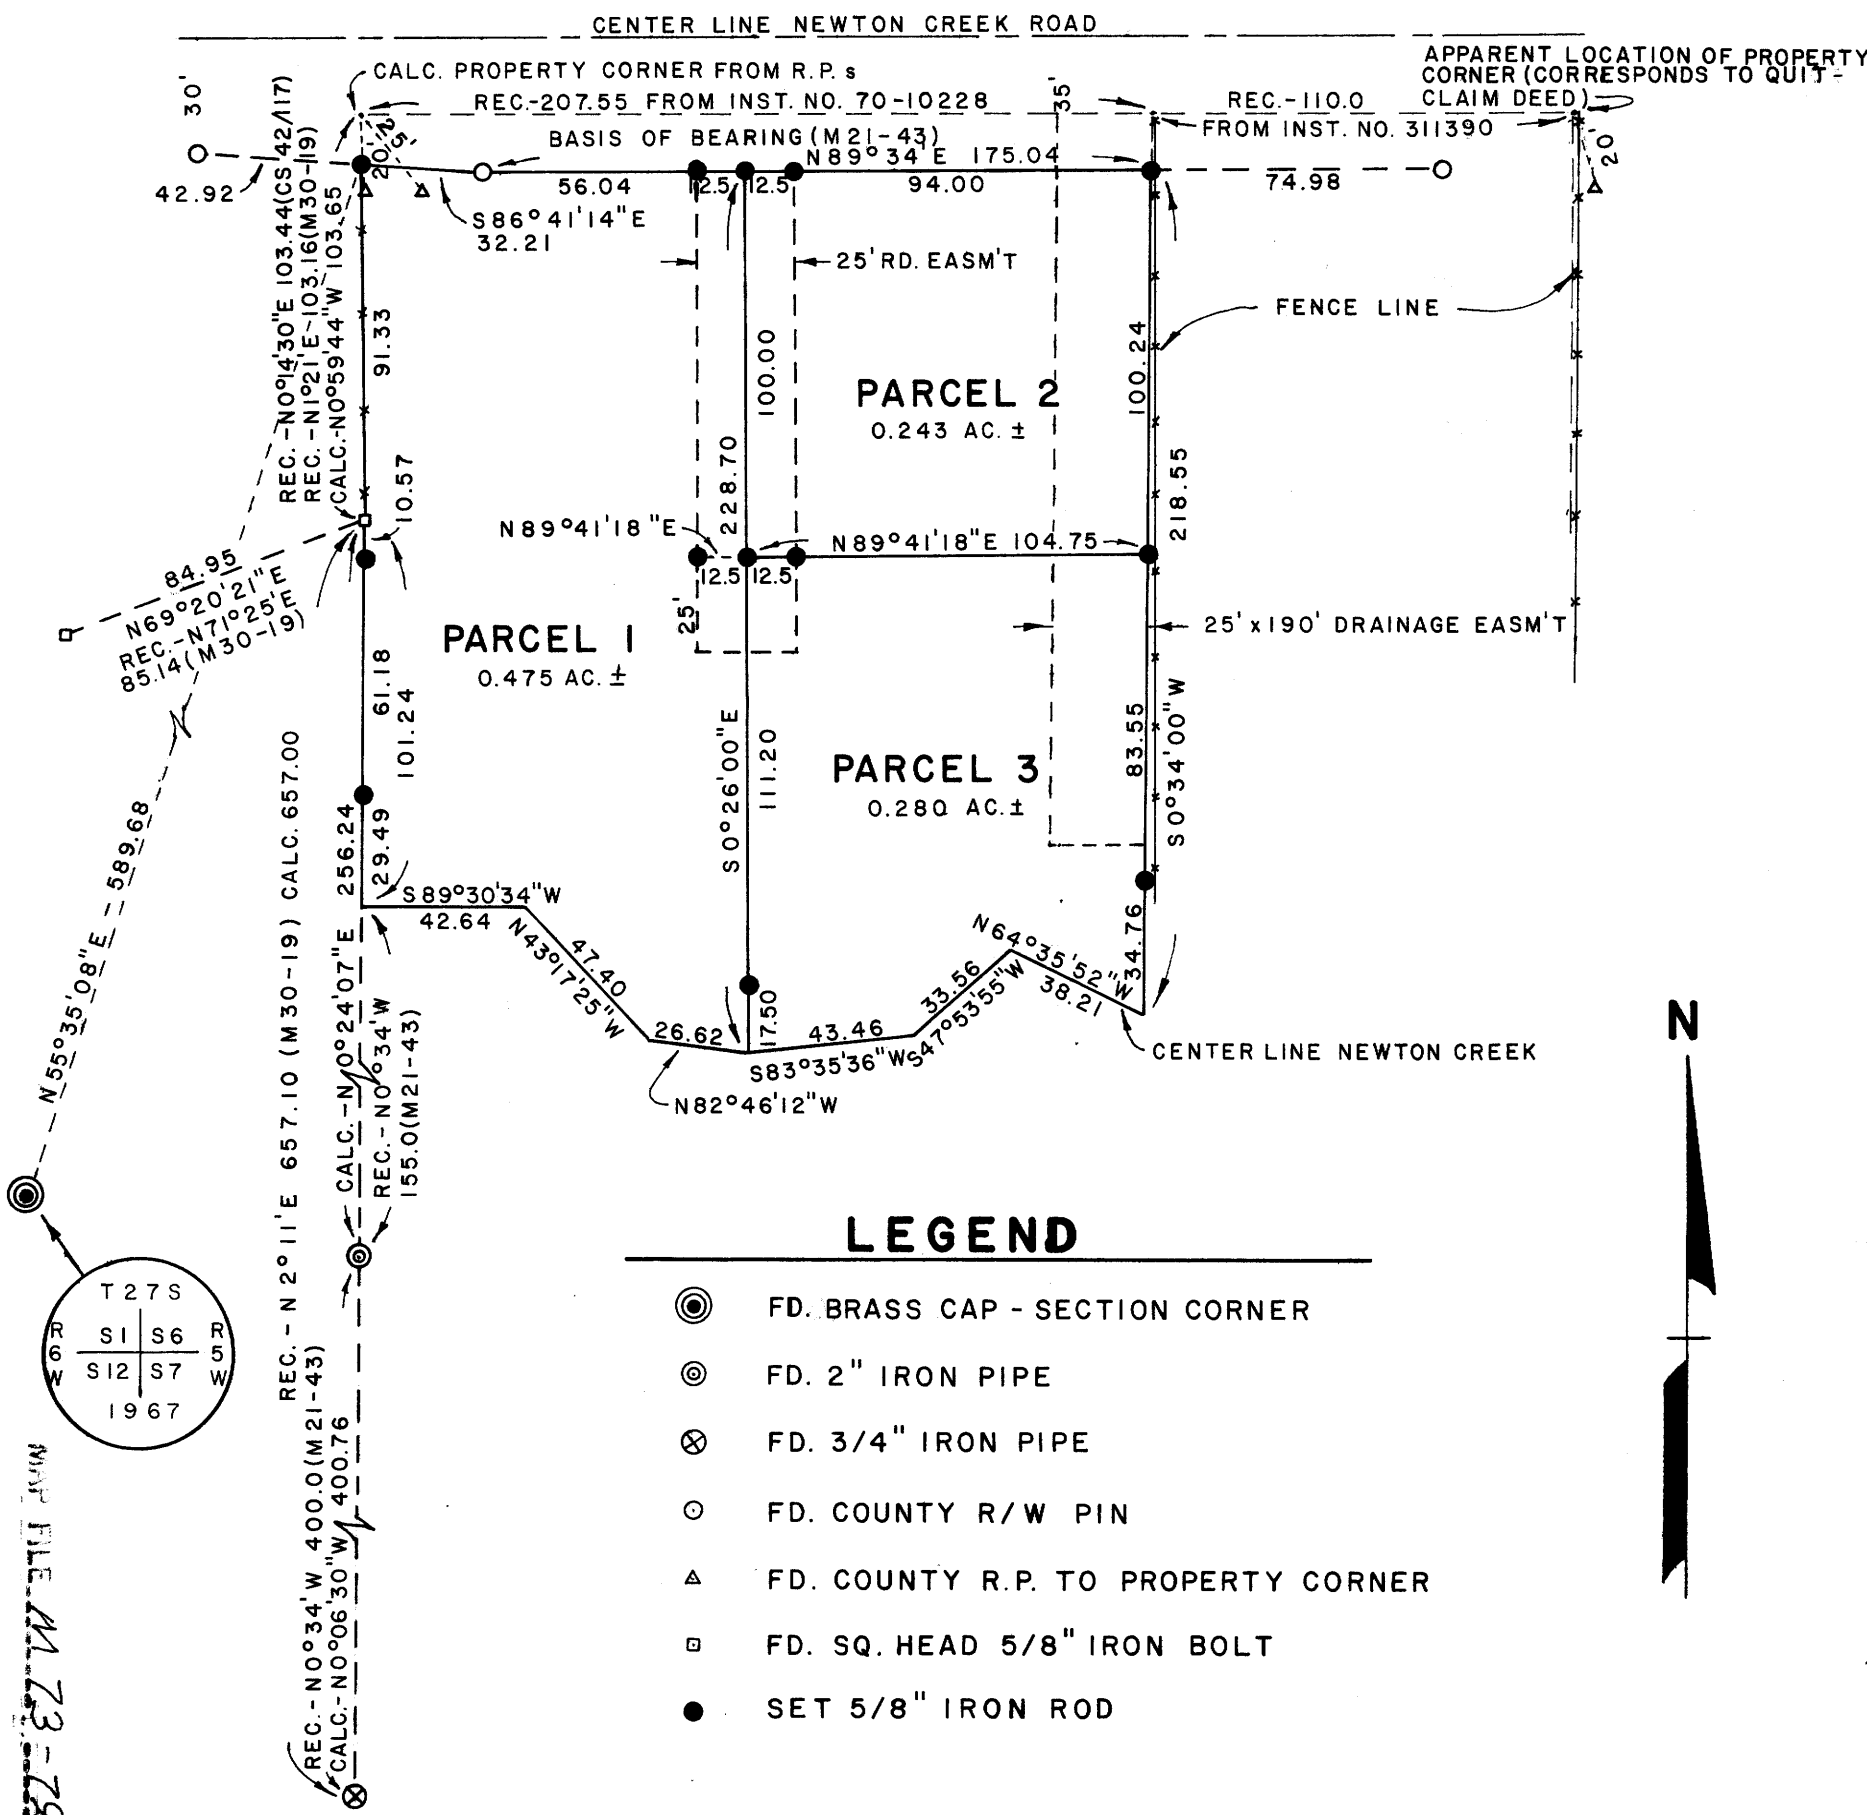 CENTER LINE NEWTON CREEK ROAD
APPARENT LOCATION OF PROPERTY
CORNER (CORRESPONDS TO QUIT-
CLAIM DEED)
CALC. PROPERTY CORNER FROM R.P.s
30'
REC.-207.55 FROM INST. NO. 70-10228
35'
REC.-110.0
FROM INST. NO. 311390
20'
25'
20'
BASIS OF BEARING (M21-43)
N89°34'E 175.04
42.92
56.04
12.5
12.5
94.00
74.98
S86°41'14"E
32.21
REC.-N0°14'30"E 103.44(CS 42/117)
REC.-N1°21'E-103.16(M30-19)
CALC.-N0°59'44"W 103.65
91.33
25'RD. EASM'T
FENCE LINE
100.00
100.24
PARCEL 2
0.243 AC. ±
10.57
228.70
218.55
N89°41'18"E
N89°41'18"E 104.75
12.5
12.5
84.95
N69°20'21"E
REC.-N71°25'E
85.14(M30-19)
25'
PARCEL 1
0.475 AC. ±
25'x190' DRAINAGE EASM'T
61.18
101.24
S0°26'00"E
111.20
83.55
S0°34'00"W
PARCEL 3
0.280 AC.±
N55°35'08"E - 589.68
REC.-N2°11'E 657.10 (M30-19) CALC. 657.00
256.24
29.49
S89°30'34"W
42.64
47.40
N43°17'25"W
26.62
N82°46'12"W
17.50
43.46
S83°35'36"W
33.56
S47°53'55"W
N64°35'52"W
38.21
34.76
CENTER LINE NEWTON CREEK
CALC.-N0°24'07"E
REC.-N0°34'W
155.0(M21-43)
N
T27S
R
6
W
S1
S6
S12
S7
R
5
W
1967
REC.-N0°34'W 400.0(M21-43)
CALC.-N0°06'30"W 400.76
LEGEND
FD. BRASS CAP - SECTION CORNER
FD. 2" IRON PIPE
FD. 3/4" IRON PIPE
FD. COUNTY R/W PIN
FD. COUNTY R.P. TO PROPERTY CORNER
FD. SQ. HEAD 5/8" IRON BOLT
SET 5/8" IRON ROD
MAP FILE M 73-79